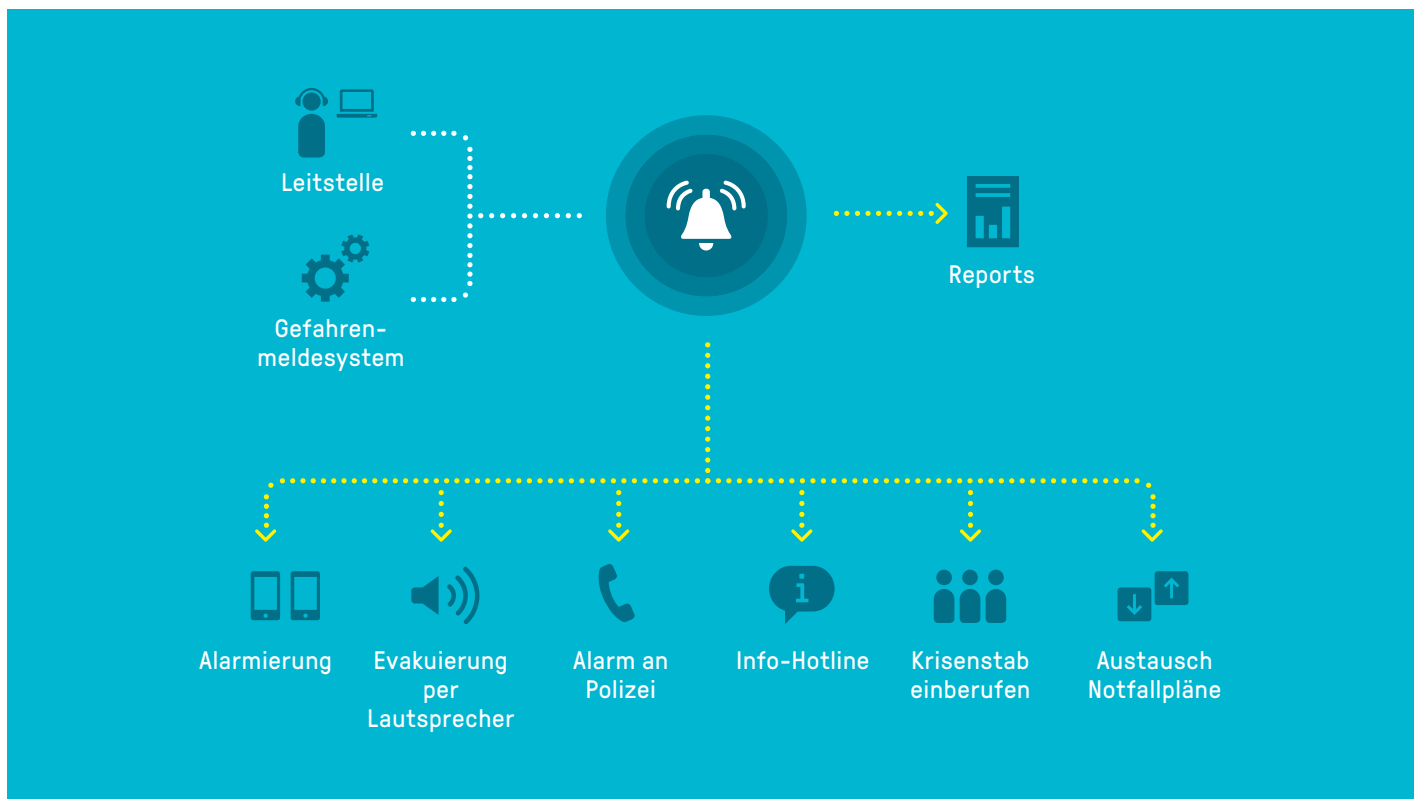 Leitstelle
Gefahren-
meldesystem
Reports
Alarmierung
Evakuierung
per
Lautsprecher
Alarm an
Polizei
i
Info-Hotline
Krisenstab
einberufen
Austausch
Notfallpläne